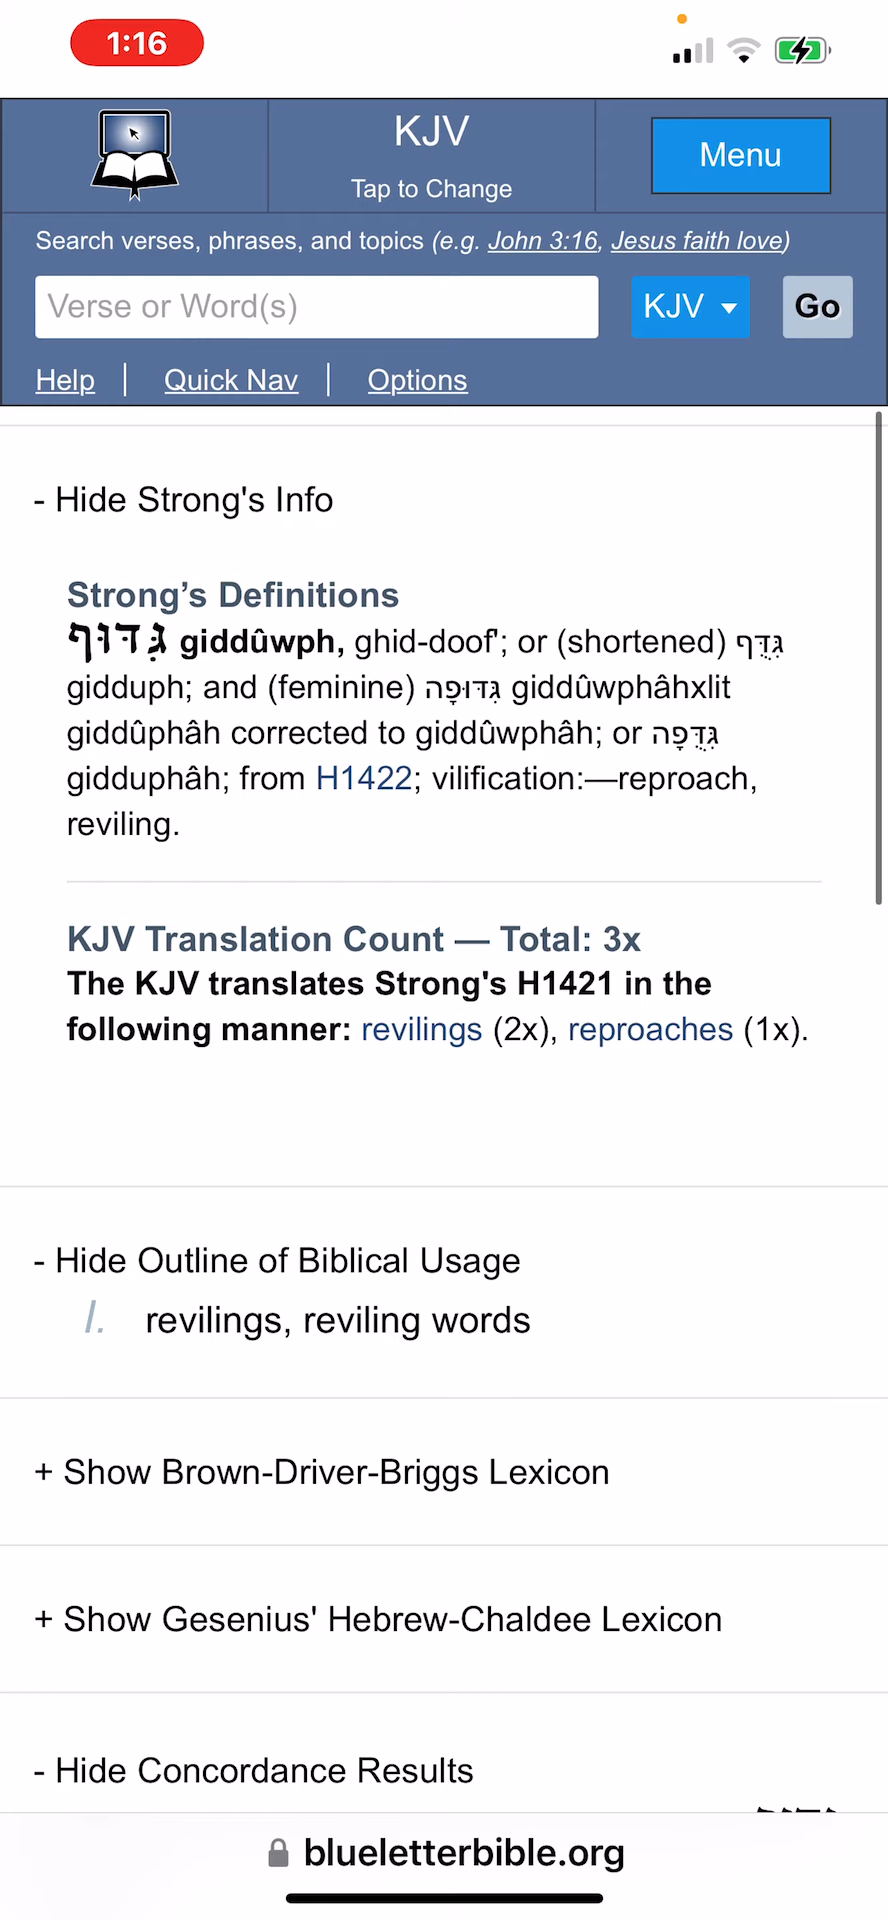 1:16
KJV
Tap to Change
Menu
Search verses, phrases, and topics (e.g. John 3:16, Jesus faith love)
Verse or Word(s)
KJV
Go
Help | Quick Nav | Options
- Hide Strong's Info
Strong’s Definitions
גִּדּוּף giddûwph, ghid-doof'; or (shortened) גִּדֻּף
gidduph; and (feminine) גִּדּוּפָה giddûwphâhxlit
giddûphâh corrected to giddûwphâh; or גִּדֻּפָה
gidduphâh; from H1422; vilification:—reproach,
reviling.
KJV Translation Count — Total: 3x
The KJV translates Strong's H1421 in the
following manner: revilings (2x), reproaches (1x).
- Hide Outline of Biblical Usage
I. revilings, reviling words
+ Show Brown-Driver-Briggs Lexicon
+ Show Gesenius' Hebrew-Chaldee Lexicon
- Hide Concordance Results
blueletterbible.org